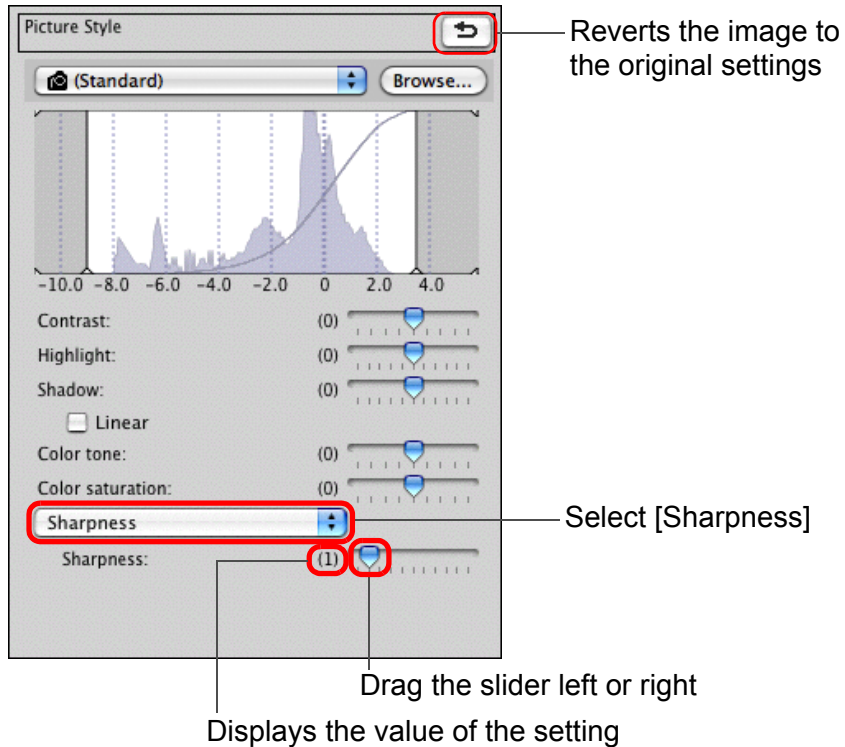 Picture Style
Reverts the image to
the original settings
(Standard)
Browse...
-10.0 -8.0 -6.0 -4.0 -2.0 0 2.0 4.0
Contrast: (0)
Highlight: (0)
Shadow: (0)
Linear
Color tone: (0)
Color saturation: (0)
Sharpness
Select [Sharpness]
Sharpness: (1)
Drag the slider left or right
Displays the value of the setting